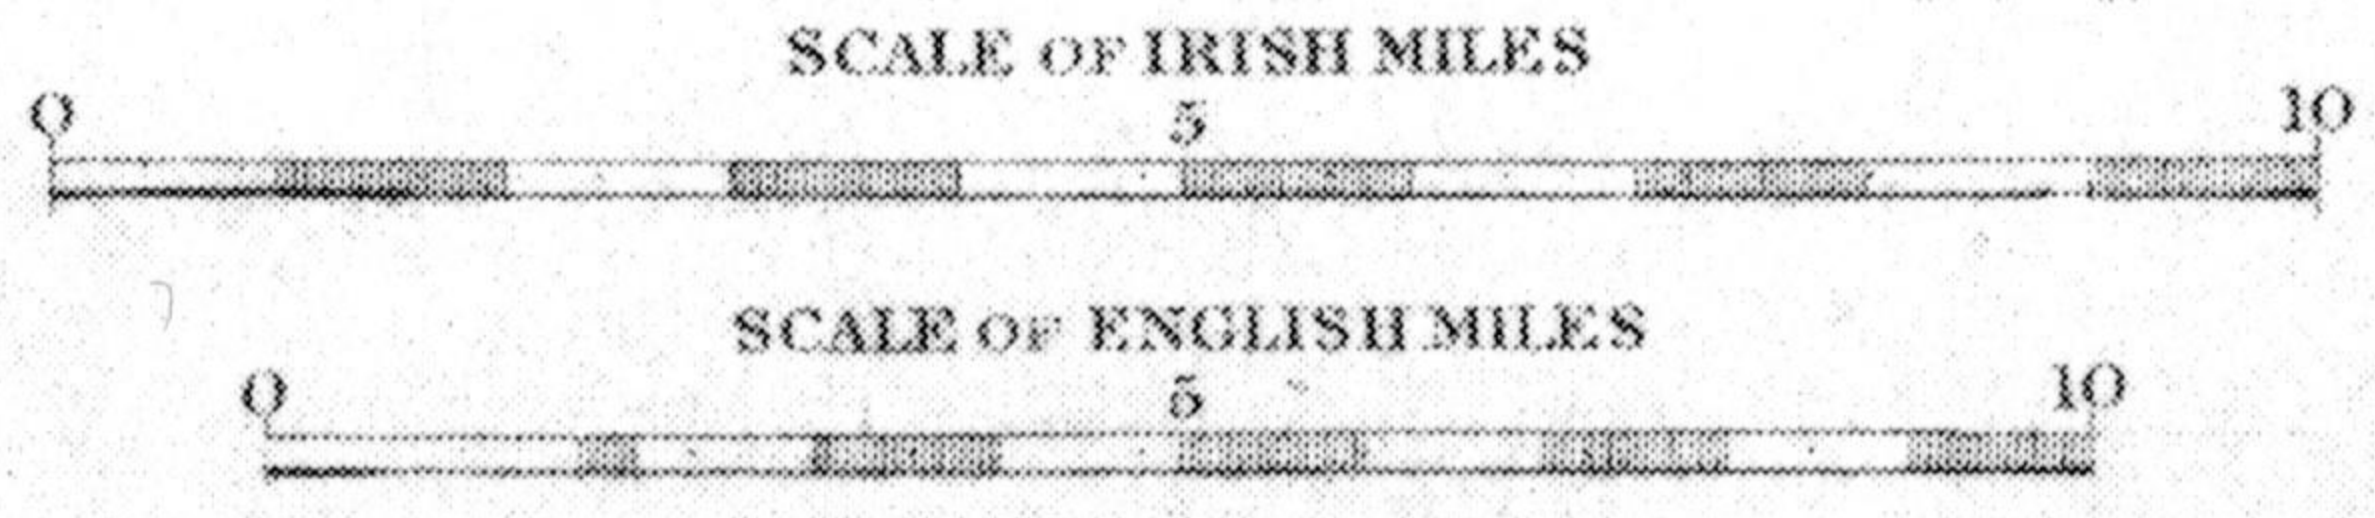 SCALE OF IRISH MILES
0 5 10
SCALE OF ENGLISH MILES
0 5 10